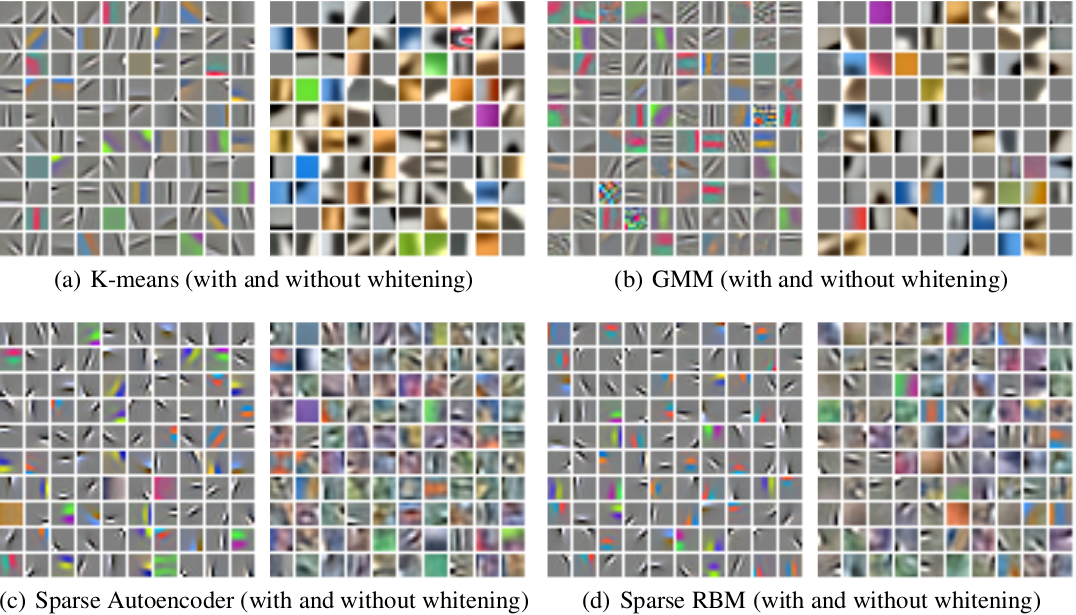 (a) K-means (with and without whitening)
(b) GMM (with and without whitening)
(c) Sparse Autoencoder (with and without whitening)
(d) Sparse RBM (with and without whitening)